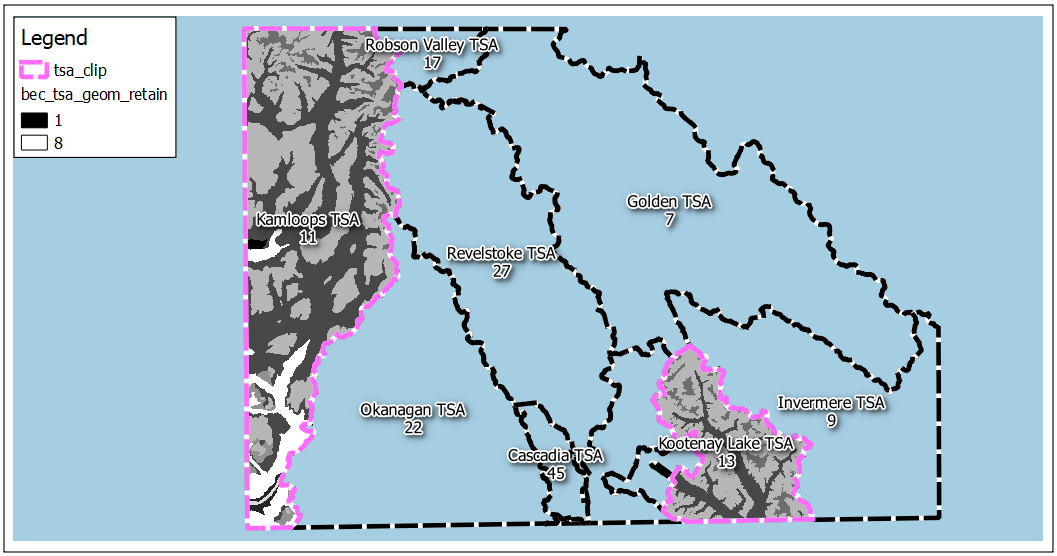 Legend
tsa_clip
bec_tsa_geom_retain
1
8
Robson Valley TSA
17
Golden TSA
7
Kamloops TSA
11
Revelstoke TSA
27
Okanagan TSA
22
Invermere TSA
9
Kootenay Lake TSA
13
Cascadia TSA
45